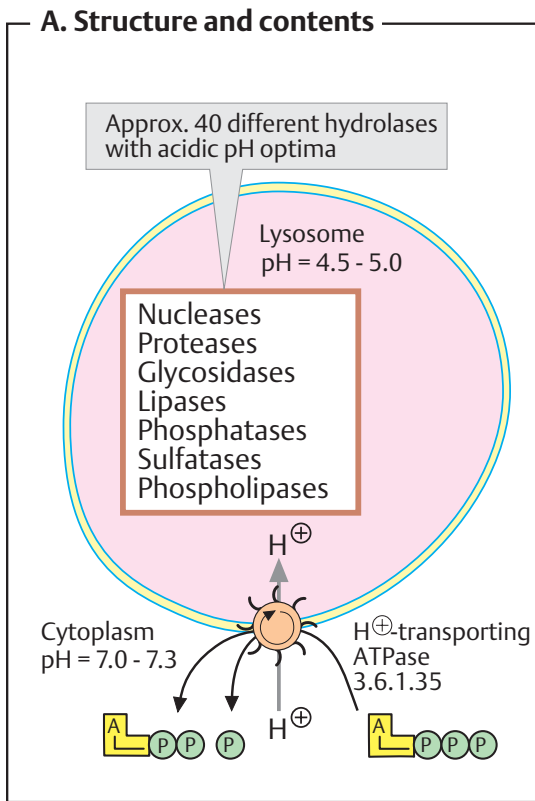 A. Structure and contents
Approx. 40 different hydrolases
with acidic pH optima
Lysosome
pH = 4.5 - 5.0
Nucleases
Proteases
Glycosidases
Lipases
Phosphatases
Sulfatases
Phospholipases
H⊕
Cytoplasm
pH = 7.0 - 7.3
H⊕-transporting
ATPase
3.6.1.35
H⊕
A P P P
A P P P